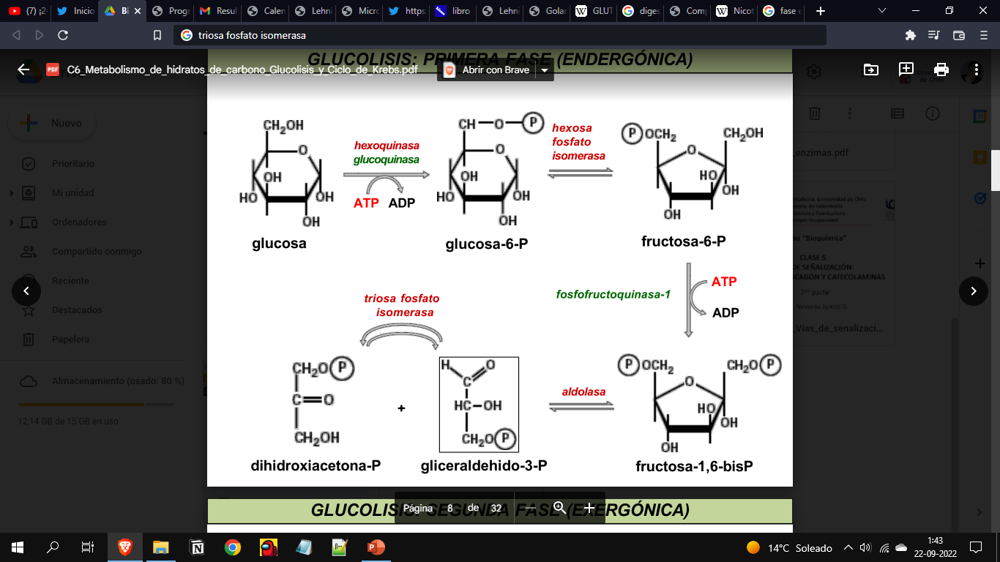 (7) ¡2
Inicio
Bi
Progr
Resul
Calen
Lehni
Micro
https
libro
Lehni
Golar
GLUT
diges
Comp
Nicot
fase
triosa fosfato isomerasa
GLUCOLISIS: PRIMERA FASE (ENDERGÓNICA)
C6_Metabolismo_de_hidratos_de_carbono_Glucolisis_y_Ciclo_de_Krebs.pdf
Abrir con Brave
Nuevo
Prioritario
Mi unidad
Ordenadores
Compartido conmigo
Reciente
Destacados
Papelera
Almacenamiento (usado: 80 %)
12,14 GB de 15 GB en uso
CH₂OH
O
OH
HO
OH
OH
glucosa
hexoquinasa
glucoquinasa
ATP ADP
CH—O—P
O
OH
HO
OH
OH
glucosa-6-P
hexosa
fosfato
isomerasa
P OCH₂
CH₂OH
O
HO
OH
OH
fructosa-6-P
fosfofructoquinasa-1
ATP
ADP
triosa fosfato
isomerasa
CH₂O P
C=O
CH₂OH
dihidroxiacetona-P
+
H O
C
HC—OH
CH₂O P
gliceraldehido-3-P
aldolasa
P OCH₂
CH₂O P
O
HO
OH
OH
fructosa-1,6-bisP
_enzimas.pdf
Medicina, Universidad de Chile
"Bioquímica"
CLASE 5.
DE SEÑALIZACIÓN:
CAGÓN Y CATECOLAMINAS
2da parte
_Vias_de_senalizaci...
GLUCOLISIS: SEGUNDA FASE (EXERGÓNICA)
Página 8 de 32
14°C Soleado
1:43
22-09-2022